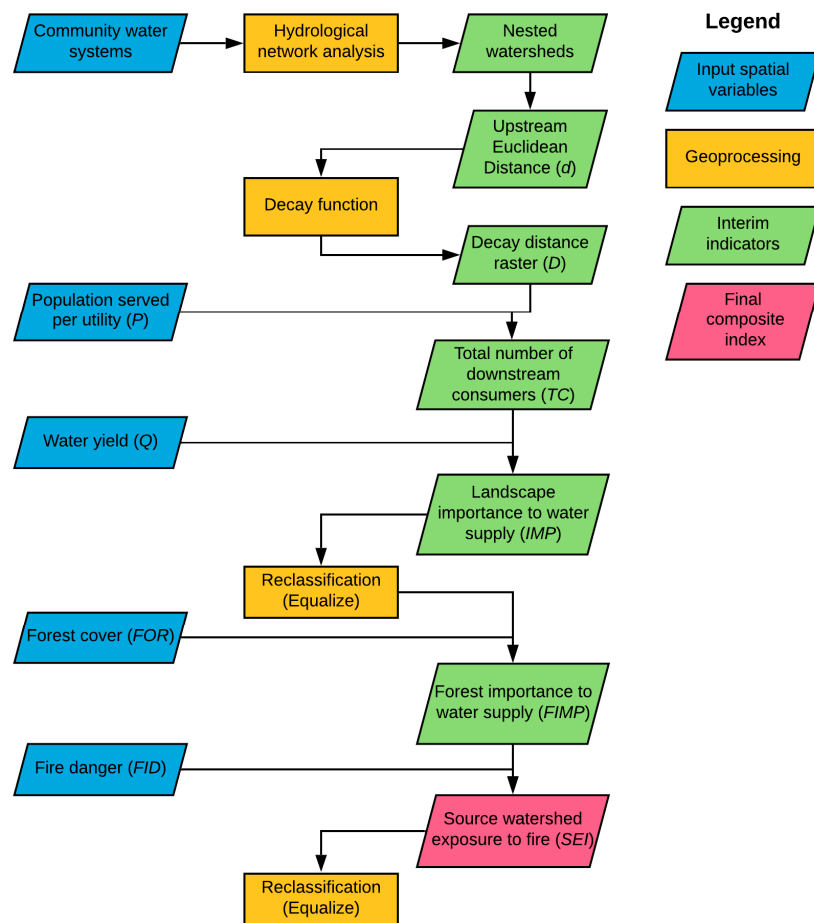 Community water
systems
Hydrological
network analysis
Nested
watersheds
Upstream
Euclidean
Distance (d)
Decay function
Decay distance
raster (D)
Population served
per utility (P)
Total number of
downstream
consumers (TC)
Water yield (Q)
Landscape
importance to water
supply (IMP)
Reclassification
(Equalize)
Forest cover (FOR)
Forest importance to
water supply (FIMP)
Fire danger (FID)
Source watershed
exposure to fire (SEI)
Reclassification
(Equalize)
Legend
Input spatial
variables
Geoprocessing
Interim
indicators
Final
composite
index